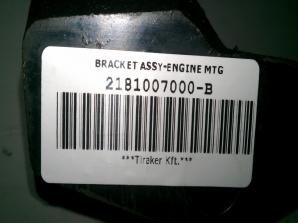 BRACKET ASSY-ENGINE MTG
2181007000-B
***Tiraker Kft.***